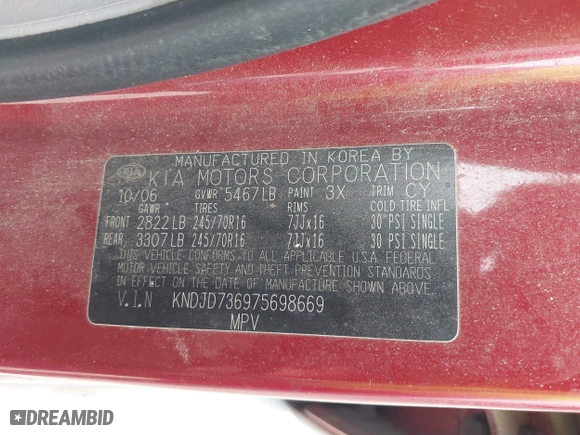 KIA
MANUFACTURED IN KOREA BY
KIA MOTORS CORPORATION
10/06 GVWR 5467LB PAINT 3X TRIM CY
GAWR TIRES RIMS COLD TIRE INFL
FRONT 2822LB 245/70R16 7JJx16 30 PSI SINGLE
REAR 3307LB 245/70R16 7JJx16 30 PSI SINGLE
THIS VEHICLE CONFORMS TO ALL APPLICABLE U.S.A FEDERAL
MOTOR VEHICLE SAFETY AND THEFT PREVENTION STANDARDS
IN EFFECT ON THE DATE OF MANUFACTURE SHOWN ABOVE.
V.I.N KNDJD736975698669
MPV
DREAMBID